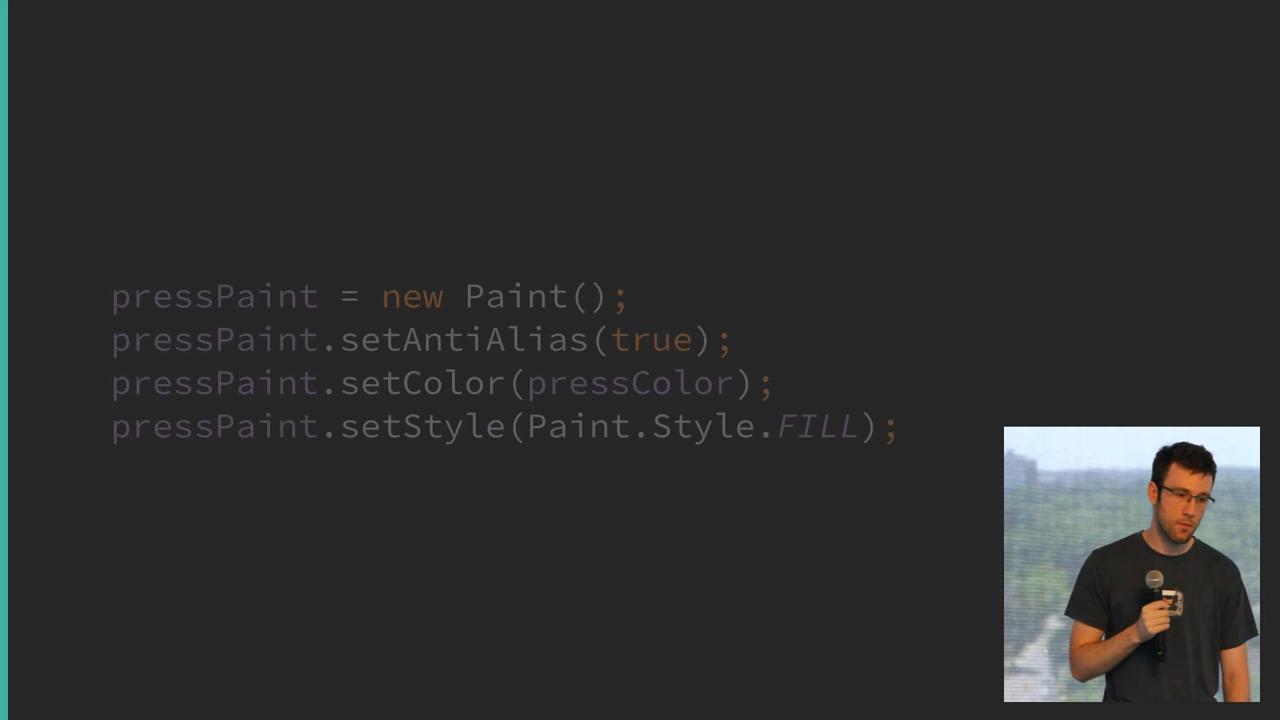 pressPaint = new Paint();
pressPaint.setAntiAlias(true);
pressPaint.setColor(pressColor);
pressPaint.setStyle(Paint.Style.FILL);